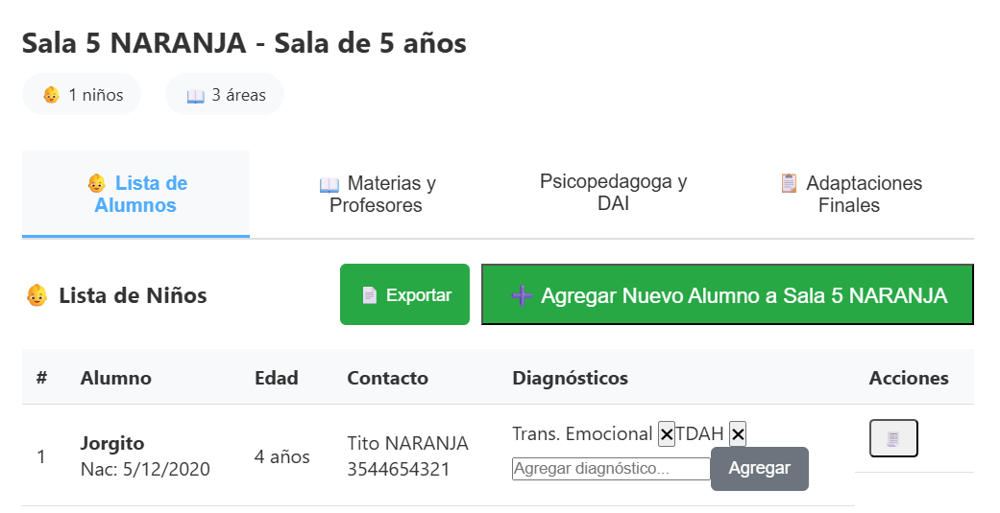 Sala 5 NARANJA - Sala de 5 años
1 niños
3 áreas
Lista de
Alumnos
Materias y
Profesores
Psicopedagoga y
DAI
Adaptaciones
Finales
Lista de Niños
Exportar
Agregar Nuevo Alumno a Sala 5 NARANJA
# Alumno Edad Contacto Diagnósticos Acciones
1
Jorgito
Nac: 5/12/2020
4 años
Tito NARANJA
3544654321
Trans. Emocional ×TDAH ×
Agregar diagnóstico... Agregar